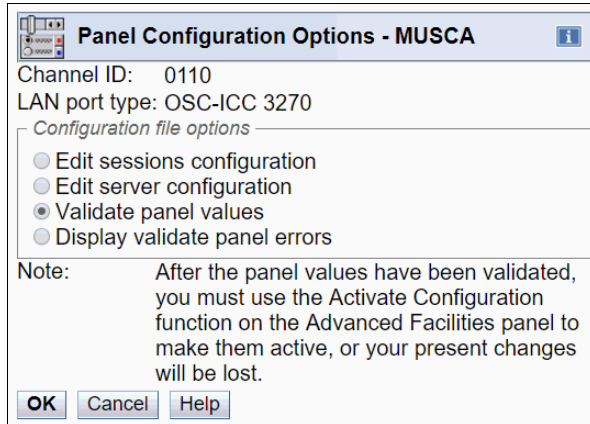 Panel Configuration Options - MUSCA
i
Channel ID: 0110
LAN port type: OSC-ICC 3270
Configuration file options
Edit sessions configuration
Edit server configuration
Validate panel values
Display validate panel errors
Note: After the panel values have been validated,
you must use the Activate Configuration
function on the Advanced Facilities panel to
make them active, or your present changes
will be lost.
OK Cancel Help